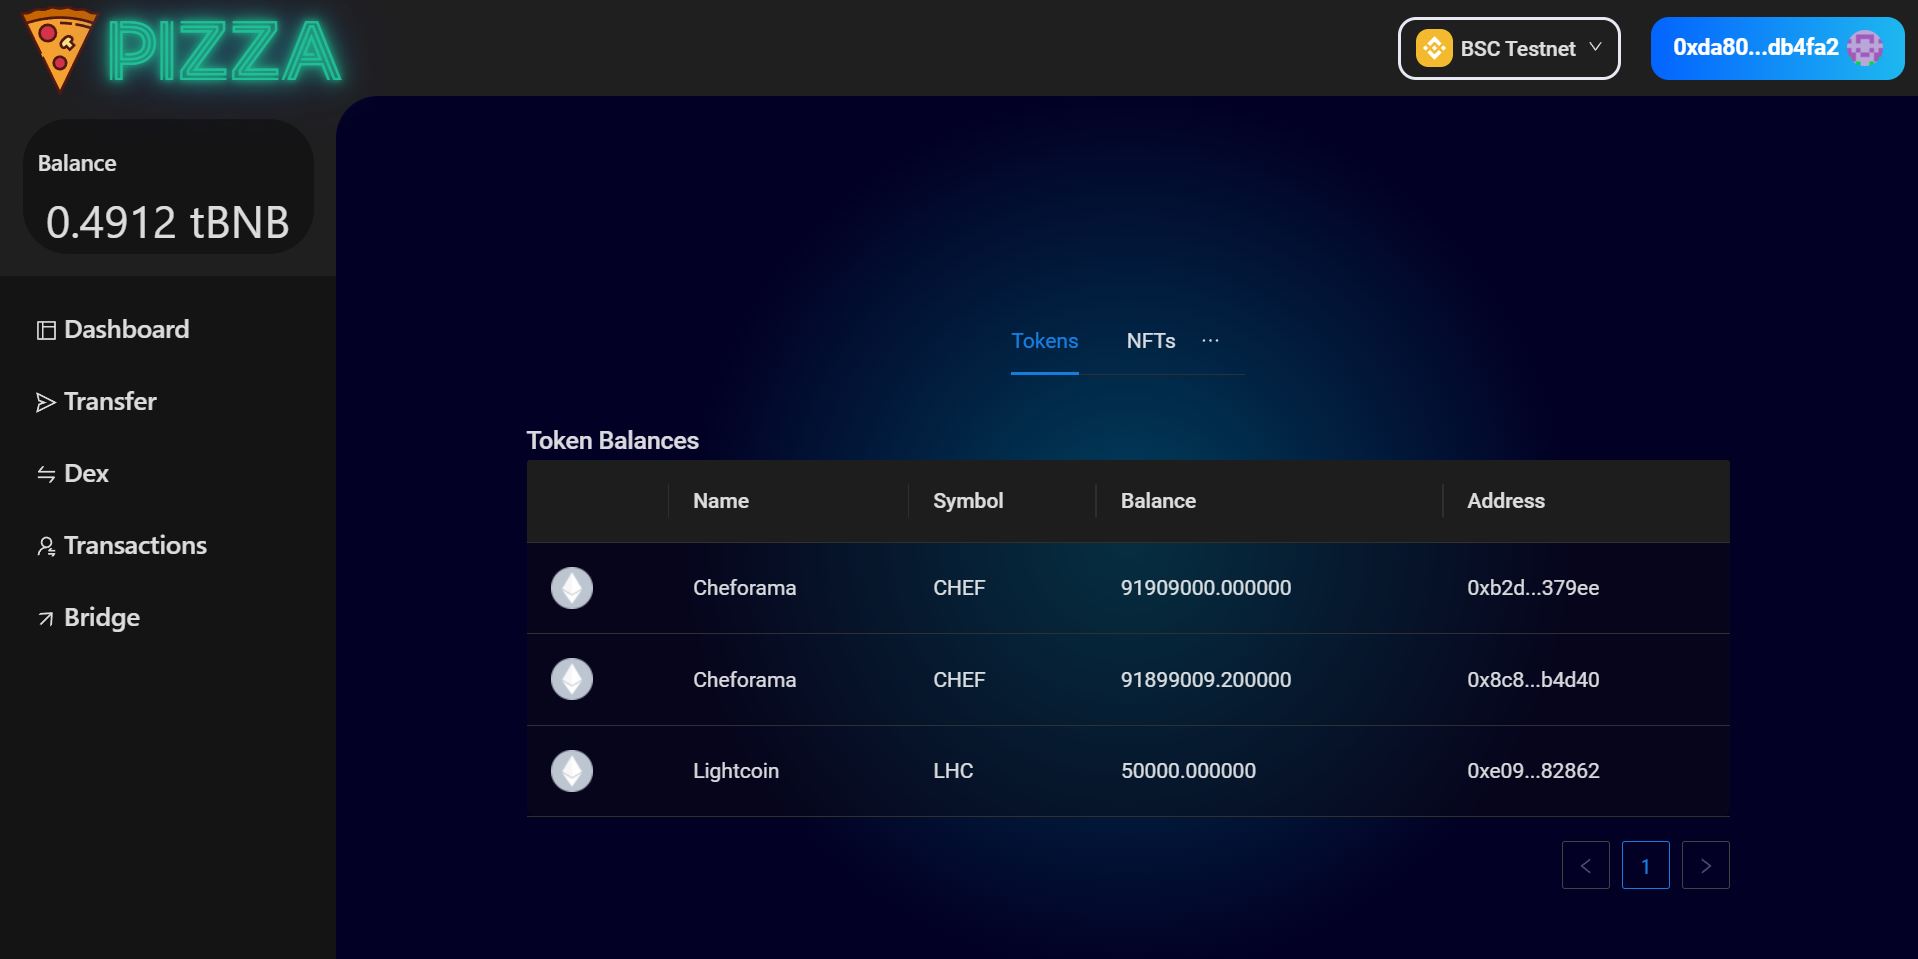 PIZZA
BSC Testnet
0xda80...db4fa2
Balance
0.4912 tBNB
Dashboard
Transfer
Dex
Transactions
Bridge
Tokens NFTs ···
Token Balances
Name Symbol Balance Address
Cheforama CHEF 91909000.000000 0xb2d...379ee
Cheforama CHEF 91899009.200000 0x8c8...b4d40
Lightcoin LHC 50000.000000 0xe09...82862
< 1 >